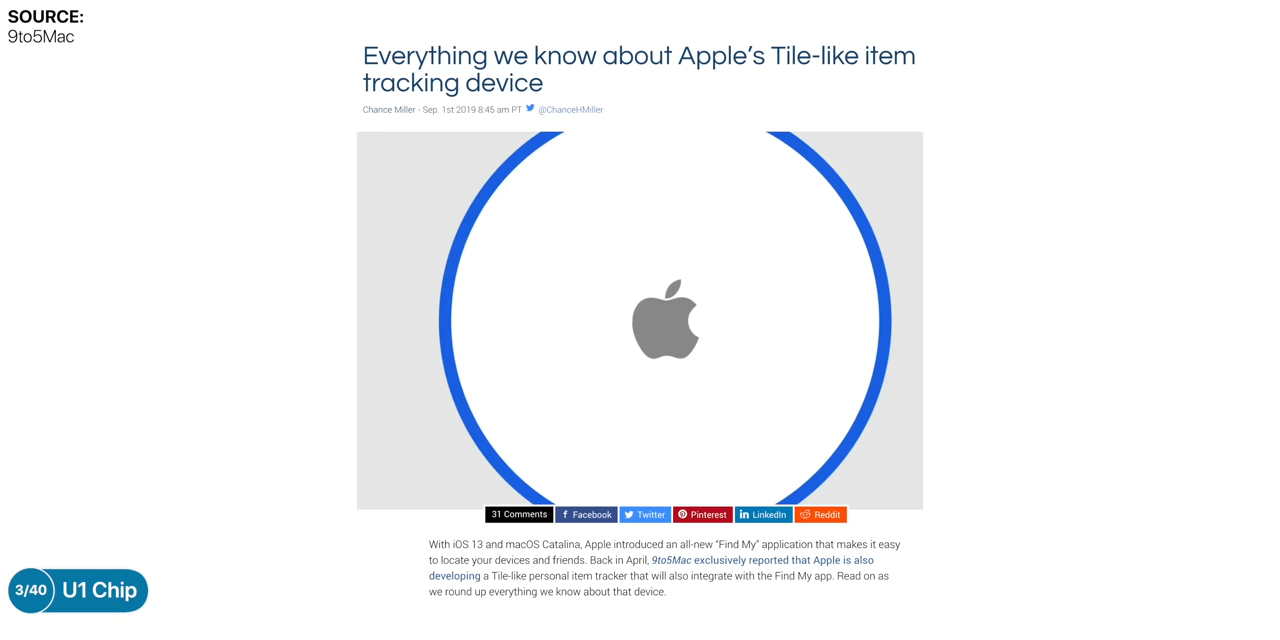 SOURCE:
9to5Mac
Everything we know about Apple’s Tile-like item
tracking device
Chance Miller - Sep. 1st 2019 8:45 am PT @ChanceHMiller
31 Comments Facebook Twitter Pinterest LinkedIn Reddit
With iOS 13 and macOS Catalina, Apple introduced an all-new “Find My” application that makes it easy
to locate your devices and friends. Back in April, 9to5Mac exclusively reported that Apple is also
developing a Tile-like personal item tracker that will also integrate with the Find My app. Read on as
we round up everything we know about that device.
3/40 U1 Chip